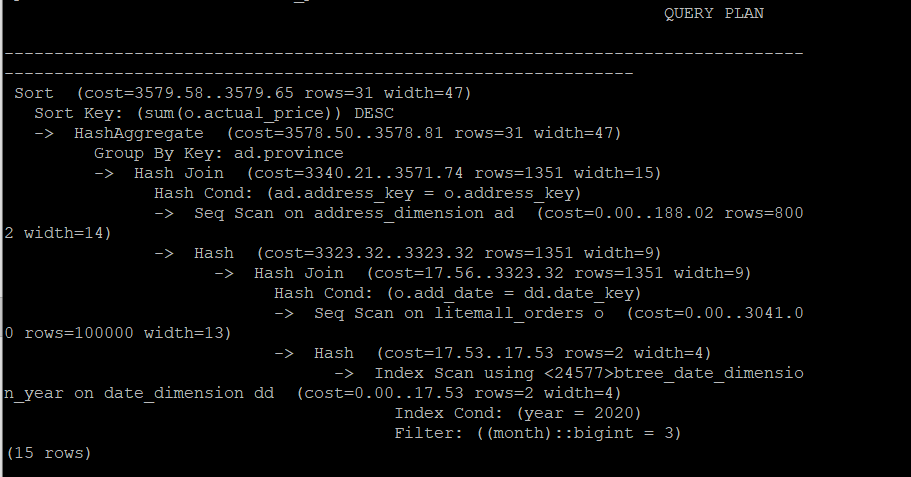 QUERY PLAN
--------------------------------------------------------------------------------
---------------------------------------------------------------
Sort  (cost=3579.58..3579.65 rows=31 width=47)
Sort Key: (sum(o.actual_price)) DESC
->  HashAggregate  (cost=3578.50..3578.81 rows=31 width=47)
Group By Key: ad.province
->  Hash Join  (cost=3340.21..3571.74 rows=1351 width=15)
Hash Cond: (ad.address_key = o.address_key)
->  Seq Scan on address_dimension ad  (cost=0.00..188.02 rows=800
2 width=14)
->  Hash  (cost=3323.32..3323.32 rows=1351 width=9)
->  Hash Join  (cost=17.56..3323.32 rows=1351 width=9)
Hash Cond: (o.add_date = dd.date_key)
->  Seq Scan on litemall_orders o  (cost=0.00..3041.0
0 rows=100000 width=13)
->  Hash  (cost=17.53..17.53 rows=2 width=4)
->  Index Scan using <24577>btree_date_dimensio
n_year on date_dimension dd  (cost=0.00..17.53 rows=2 width=4)
Index Cond: (year = 2020)
Filter: ((month)::bigint = 3)
(15 rows)